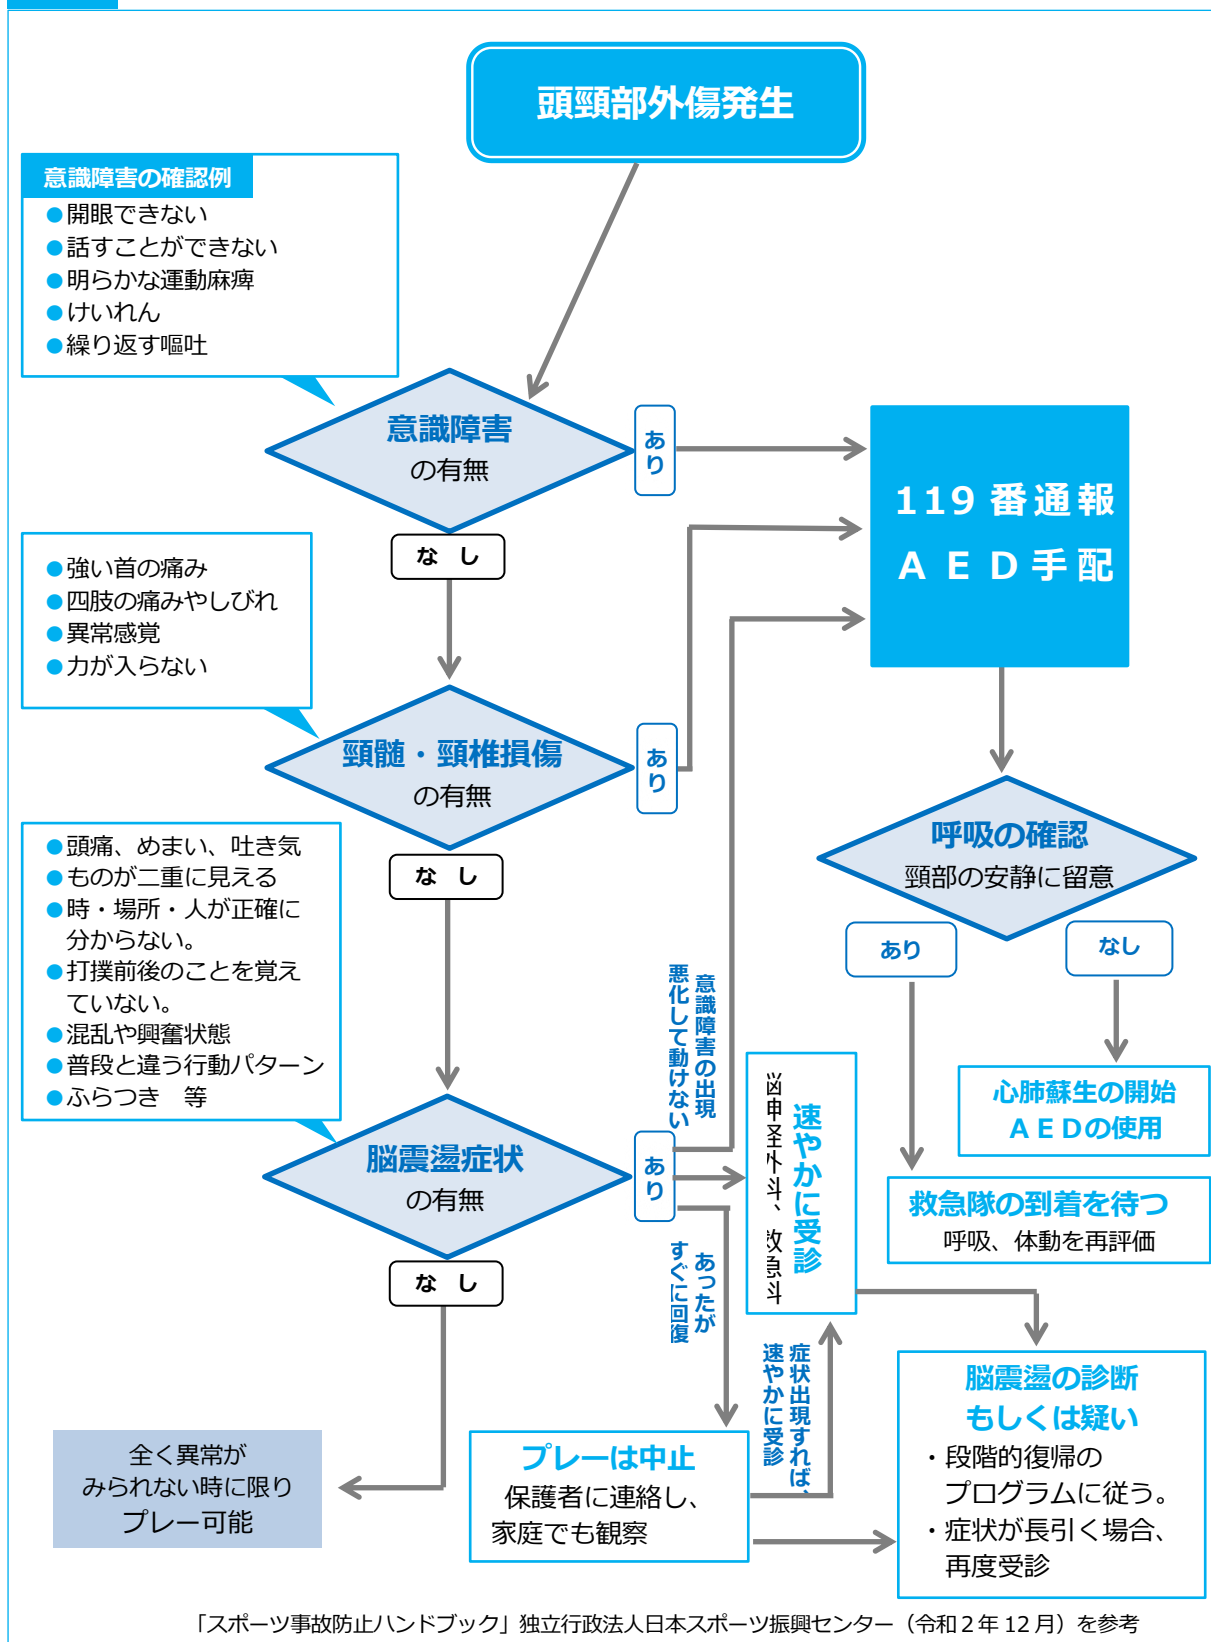 頭頸部外傷発生
意識障害の確認例
●開眼できない
●話すことができない
●明らかな運動麻痺
●けいれん
●繰り返す嘔吐
意識障害
の有無
あり
119番通報
ＡＥＤ手配
なし
●強い首の痛み
●四肢の痛みやしびれ
●異常感覚
●力が入らない
頸髄・頸椎損傷
の有無
あり
なし
呼吸の確認
頸部の安静に留意
あり
なし
心肺蘇生の開始
ＡＥＤの使用
救急隊の到着を待つ
呼吸、体動を再評価
●頭痛、めまい、吐き気
●ものが二重に見える
●時・場所・人が正確に
分からない。
●打撲前後のことを覚え
ていない。
●混乱や興奮状態
●普段と違う行動パターン
●ふらつき　等
脳震盪症状
の有無
あり
意識障害の出現
悪化して動けない
速やかに受診
脳神経外科、救急科
あったが
すぐに回復
なし
全く異常が
みられない時に限り
プレー可能
プレーは中止
保護者に連絡し、
家庭でも観察
症状出現すれば、
速やかに受診
脳震盪の診断
もしくは疑い
・段階的復帰の
プログラムに従う。
・症状が長引く場合、
再度受診
「スポーツ事故防止ハンドブック」独立行政法人日本スポーツ振興センター（令和２年 12 月）を参考